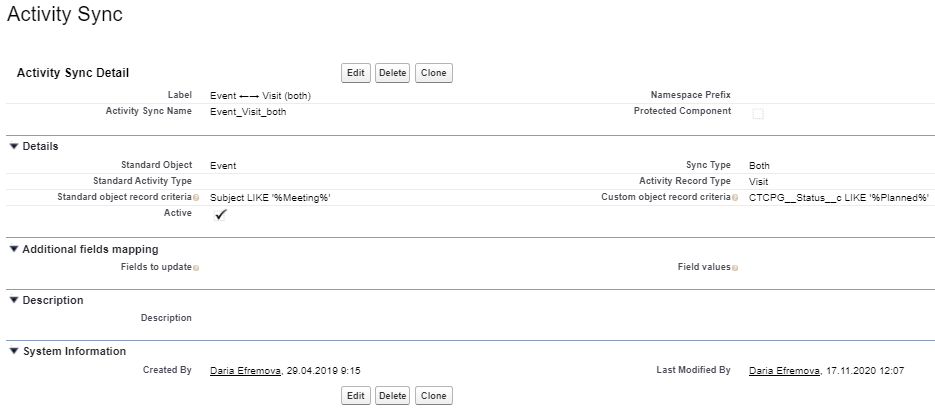 Activity Sync
Activity Sync Detail Edit Delete Clone
Label Event ←→ Visit (both) Namespace Prefix
Activity Sync Name Event_Visit_both Protected Component
Details
Standard Object Event Sync Type Both
Standard Activity Type Activity Record Type Visit
Standard object record criteria Subject LIKE '%Meeting%' Custom object record criteria CTCPG__Status__c LIKE '%Planned%'
Active
Additional fields mapping
Fields to update Field values
Description
Description
System Information
Created By Daria Efremova, 29.04.2019 9:15 Last Modified By Daria Efremova, 17.11.2020 12:07
Edit Delete Clone